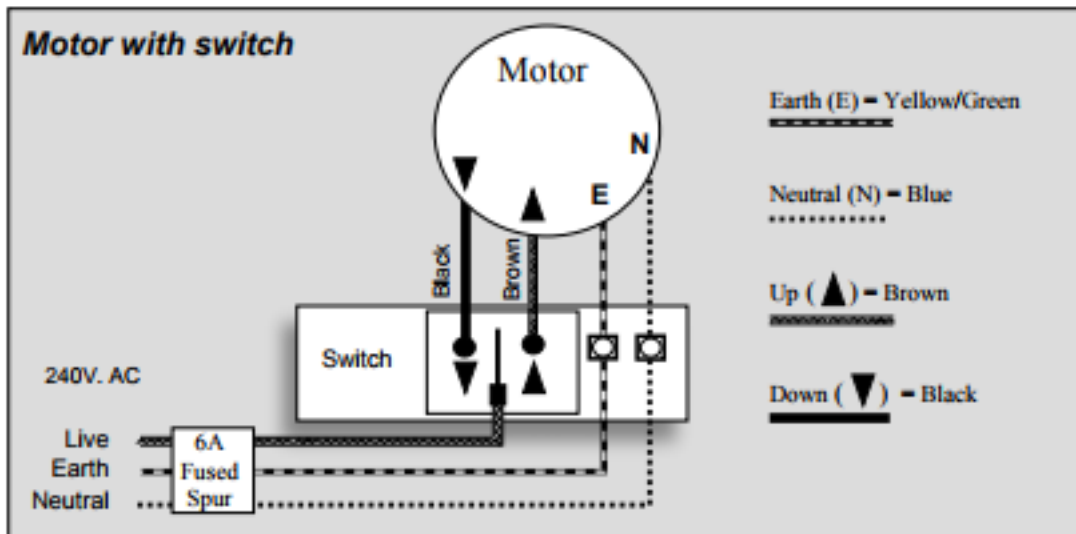 Motor with switch
Motor
N
E
Black
Brown
Switch
240V. AC
Live
Earth
Neutral
6A
Fused
Spur
Earth (E) = Yellow/Green
Neutral (N) = Blue
Up (▲) = Brown
Down (▼) = Black